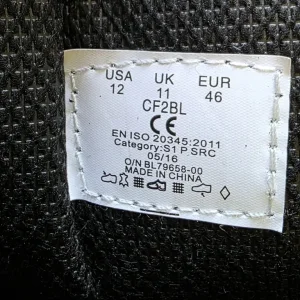 USA UK EUR
12 11 46
CF2BL
CE
EN ISO 20345:2011
Category:S1 P SRC
05/16
O/N BL79658-00
MADE IN CHINA